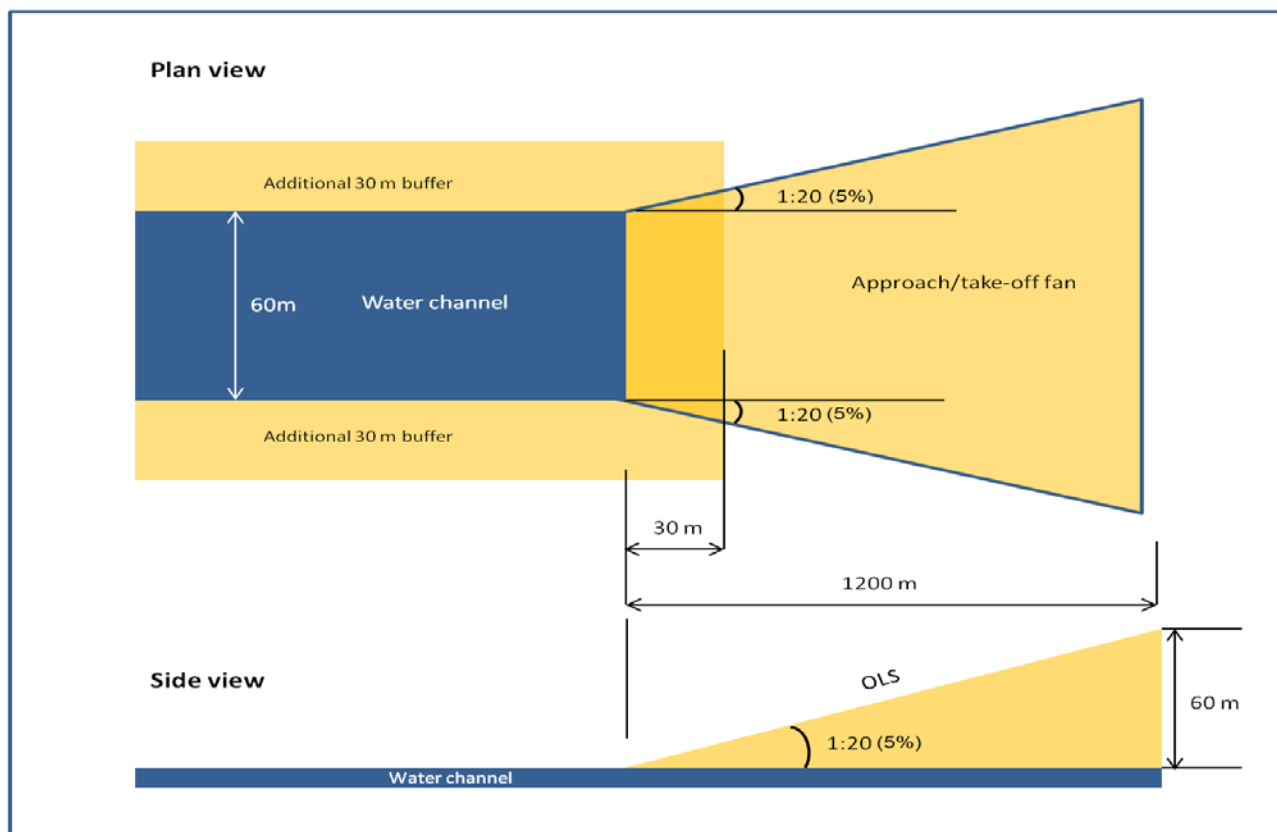 Plan view
Additional 30 m buffer
1:20 (5%)
60m
Water channel
Approach/take-off fan
1:20 (5%)
Additional 30 m buffer
30 m
1200 m
Side view
OLS
60 m
1:20 (5%)
Water channel